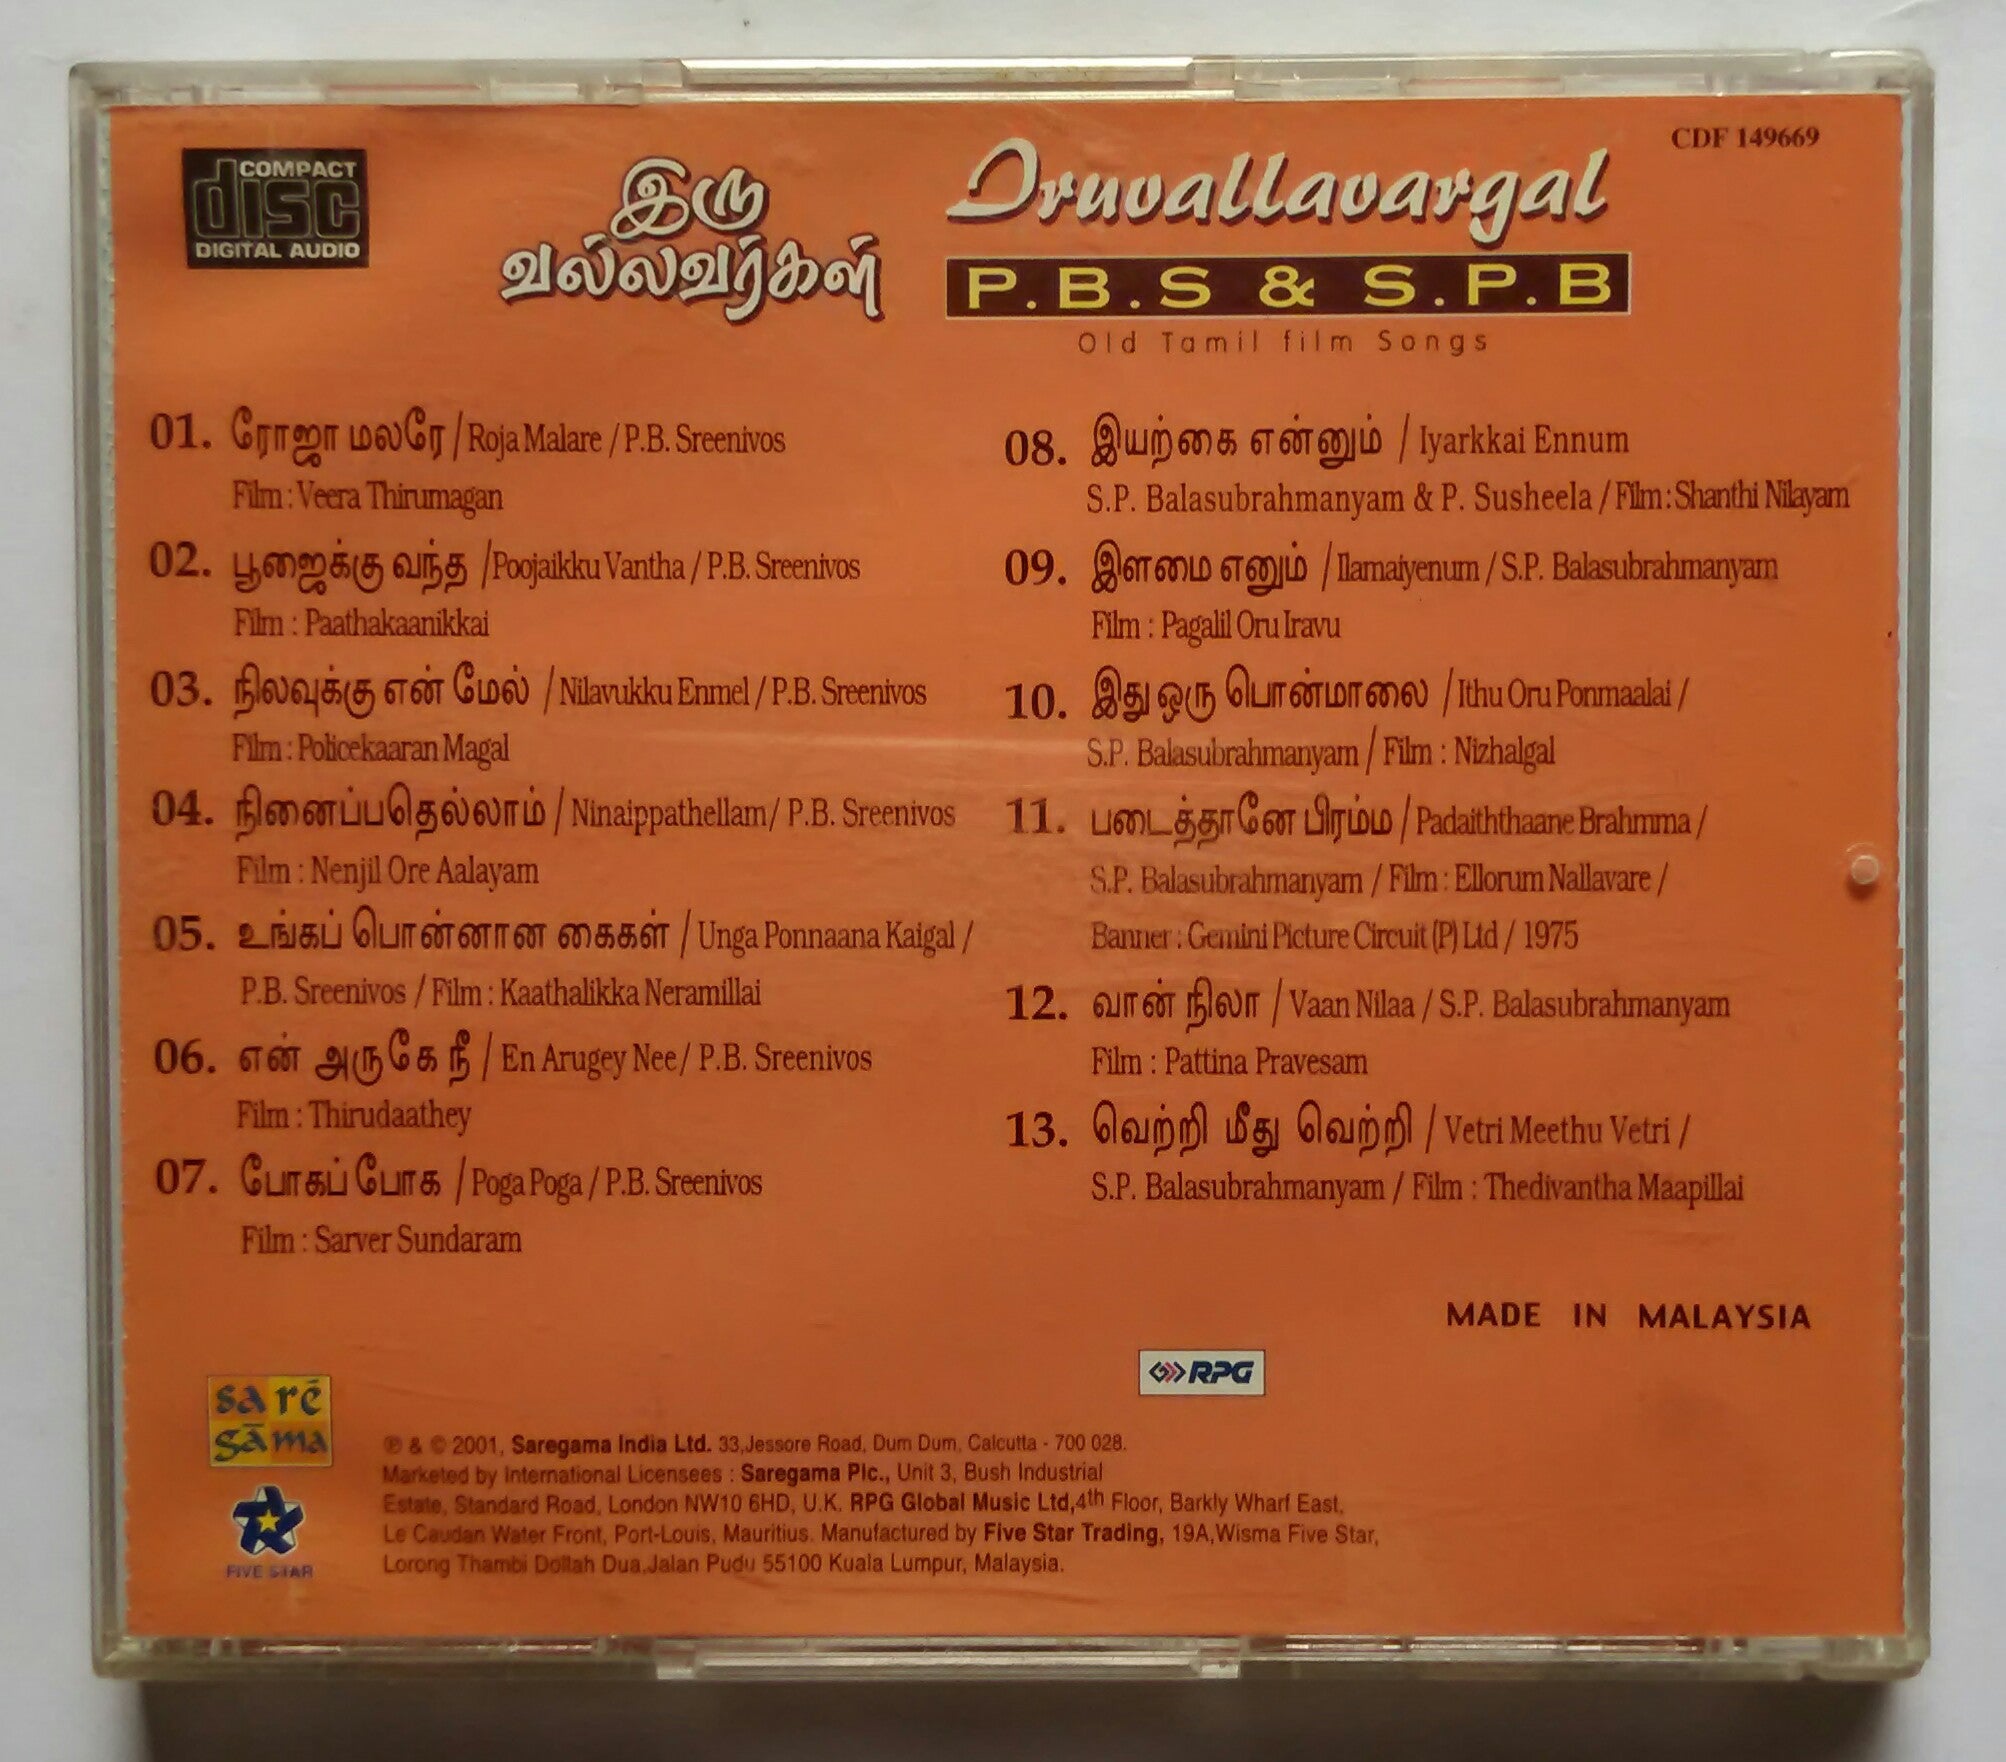 COMPACT
disc
DIGITAL AUDIO
இரு
வல்லவர்கள்
Iruvallavargal
P.B.S & S.P.B
Old Tamil film Songs
CDF 149669
01. ரோஜா மலரே / Roja Malare / P.B. Sreenivos
Film : Veera Thirumagan
02. பூஜைக்கு வந்த / Poojaikku Vantha / P.B. Sreenivos
Film : Paathakaanikkai
03. நிலவுக்கு என் மேல் / Nilavukku Enmel / P.B. Sreenivos
Film : Policekaaran Magal
04. நினைப்பதெல்லாம் / Ninaippathellam / P.B. Sreenivos
Film : Nenjil Ore Aalayam
05. உங்கப் பொன்னான கைகள் / Unga Ponnaana Kaigal /
P.B. Sreenivos / Film : Kaathalikka Neramillai
06. என் அருகே நீ / En Arugey Nee / P.B. Sreenivos
Film : Thirudaathey
07. போகப் போக / Poga Poga / P.B. Sreenivos
Film : Sarver Sundaram
08. இயற்கை என்னும் / Iyarkkai Ennum
S.P. Balasubrahmanyam & P. Susheela / Film : Shanthi Nilayam
09. இளமை எனும் / Ilamaiyenum / S.P. Balasubrahmanyam
Film : Pagalil Oru Iravu
10. இது ஒரு பொன்மாலை / Ithu Oru Ponmaalai /
S.P. Balasubrahmanyam / Film : Nizhalgal
11. படைத்தானே பிரம்ம / Padaiththaane Brahmma /
S.P. Balasubrahmanyam / Film : Ellorum Nallavare /
Banner : Gemini Picture Circuit (P) Ltd / 1975
12. வான் நிலா / Vaan Nilaa / S.P. Balasubrahmanyam
Film : Pattina Pravesam
13. வெற்றி மீது வெற்றி / Vetri Meethu Vetri /
S.P. Balasubrahmanyam / Film : Thedivantha Maapillai
MADE IN MALAYSIA
RPG
sa rē
gā ma
FIVE STAR
℗ & © 2001, Saregama India Ltd. 33,Jessore Road, Dum Dum, Calcutta - 700 028.
Marketed by International Licensees : Saregama Plc., Unit 3, Bush Industrial
Estate, Standard Road, London NW10 6HD, U.K. RPG Global Music Ltd,4th Floor, Barkly Wharf East,
Le Caudan Water Front, Port-Louis, Mauritius. Manufactured by Five Star Trading, 19A,Wisma Five Star,
Lorong Thambi Dollah Dua,Jalan Pudu 55100 Kuala Lumpur, Malaysia.